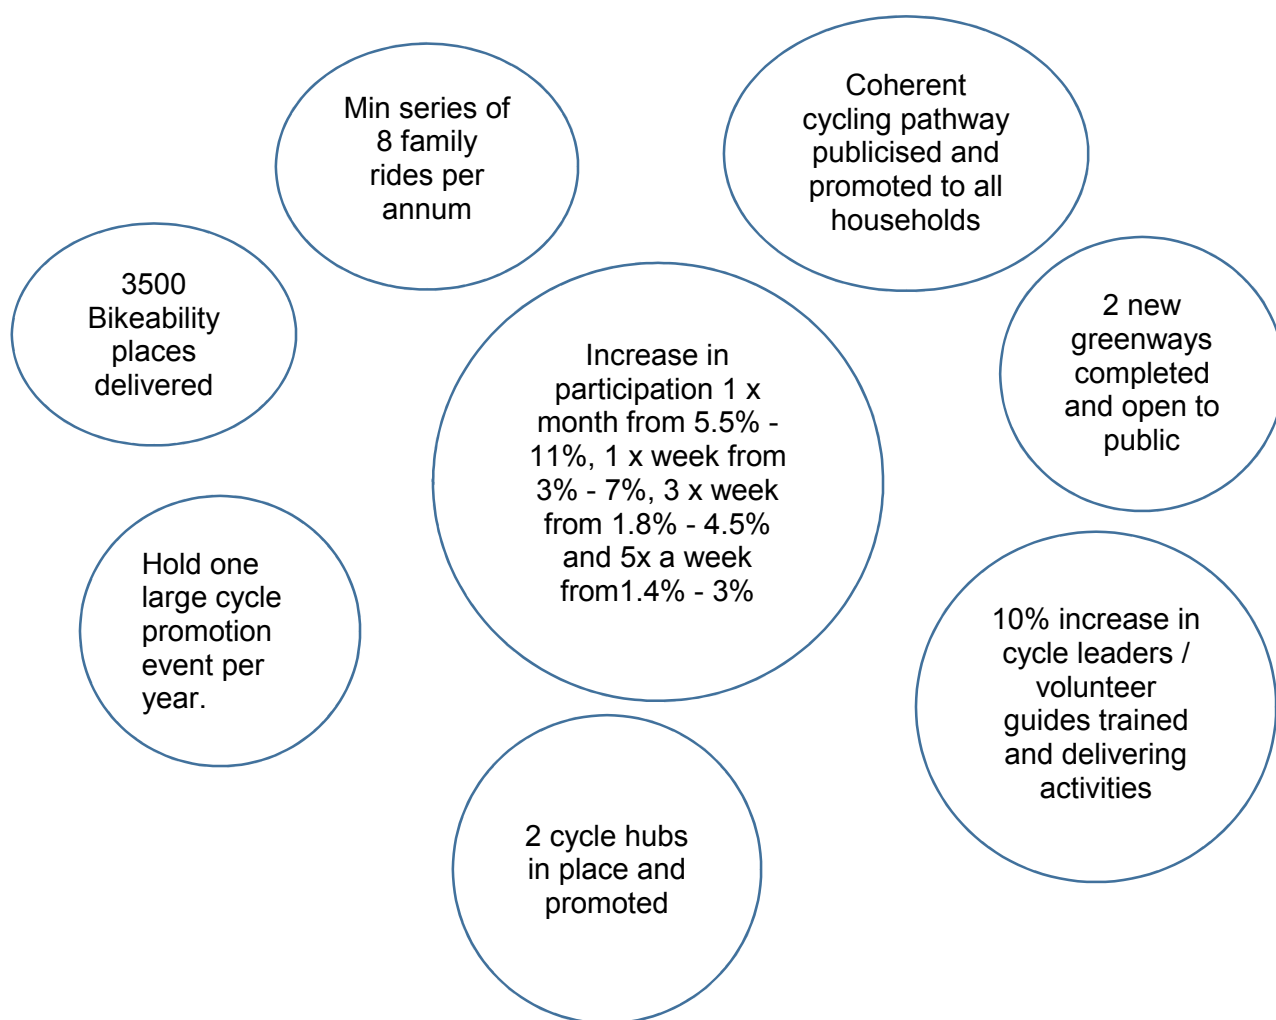 Min series of
8 family
rides per
annum
Coherent
cycling pathway
publicised and
promoted to all
households
3500
Bikeability
places
delivered
2 new
greenways
completed
and open to
public
Increase in
participation 1 x
month from 5.5% -
11%, 1 x week from
3% - 7%, 3 x week
from 1.8% - 4.5%
and 5x a week
from1.4% - 3%
Hold one
large cycle
promotion
event per
year.
10% increase in
cycle leaders /
volunteer
guides trained
and delivering
activities
2 cycle hubs
in place and
promoted